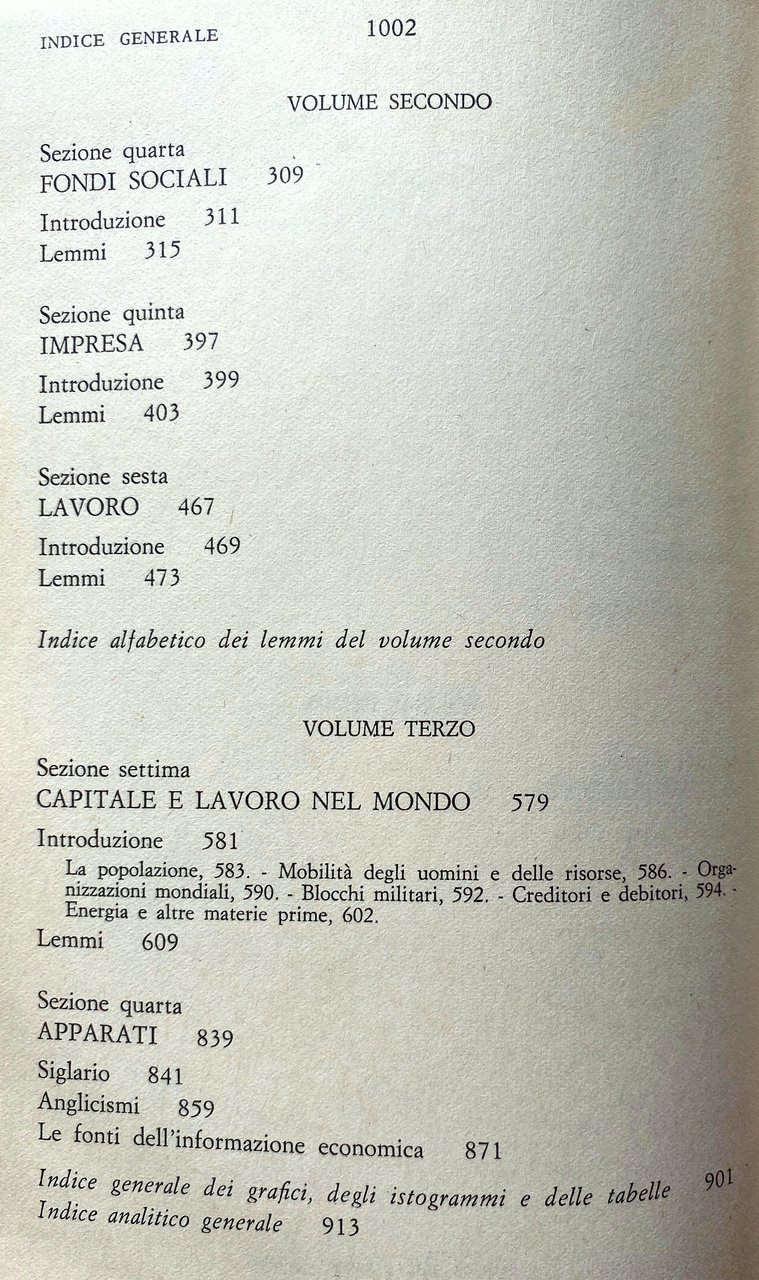 INDICE GENERALE 1002
VOLUME SECONDO
Sezione quarta
FONDI SOCIALI 309
Introduzione 311
Lemmi 315
Sezione quinta
IMPRESA 397
Introduzione 399
Lemmi 403
Sezione sesta
LAVORO 467
Introduzione 469
Lemmi 473
Indice alfabetico dei lemmi del volume secondo
VOLUME TERZO
Sezione settima
CAPITALE E LAVORO NEL MONDO 579
Introduzione 581
La popolazione, 583. - Mobilità degli uomini e delle risorse, 586. - Orga-
nizzazioni mondiali, 590. - Blocchi militari, 592. - Creditori e debitori, 594. -
Energia e altre materie prime, 602.
Lemmi 609
Sezione quarta
APPARATI 839
Siglario 841
Anglicismi 859
Le fonti dell'informazione economica 871
Indice generale dei grafici, degli istogrammi e delle tabelle 901
Indice analitico generale 913